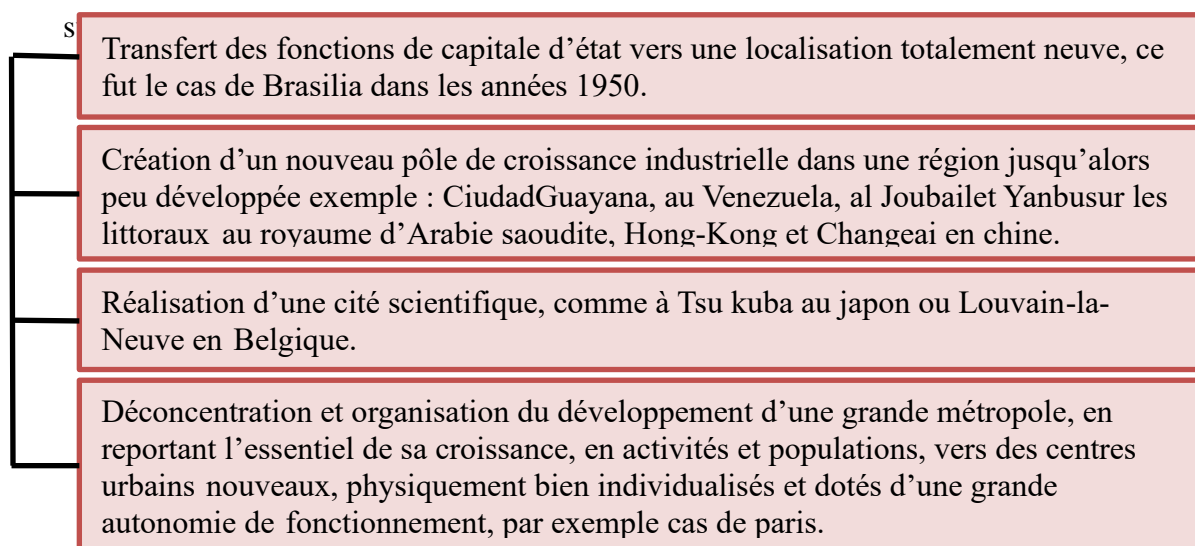 s
Transfert des fonctions de capitale d’état vers une localisation totalement neuve, ce
fut le cas de Brasilia dans les années 1950.
Création d’un nouveau pôle de croissance industrielle dans une région jusqu’alors
peu développée exemple : CiudadGuayana, au Venezuela, al Joubailet Yanbusur les
littoraux au royaume d’Arabie saoudite, Hong-Kong et Changeai en chine.
Réalisation d’une cité scientifique, comme à Tsu kuba au japon ou Louvain-la-
Neuve en Belgique.
Déconcentration et organisation du développement d’une grande métropole, en
reportant l’essentiel de sa croissance, en activités et populations, vers des centres
urbains nouveaux, physiquement bien individualisés et dotés d’une grande
autonomie de fonctionnement, par exemple cas de paris.